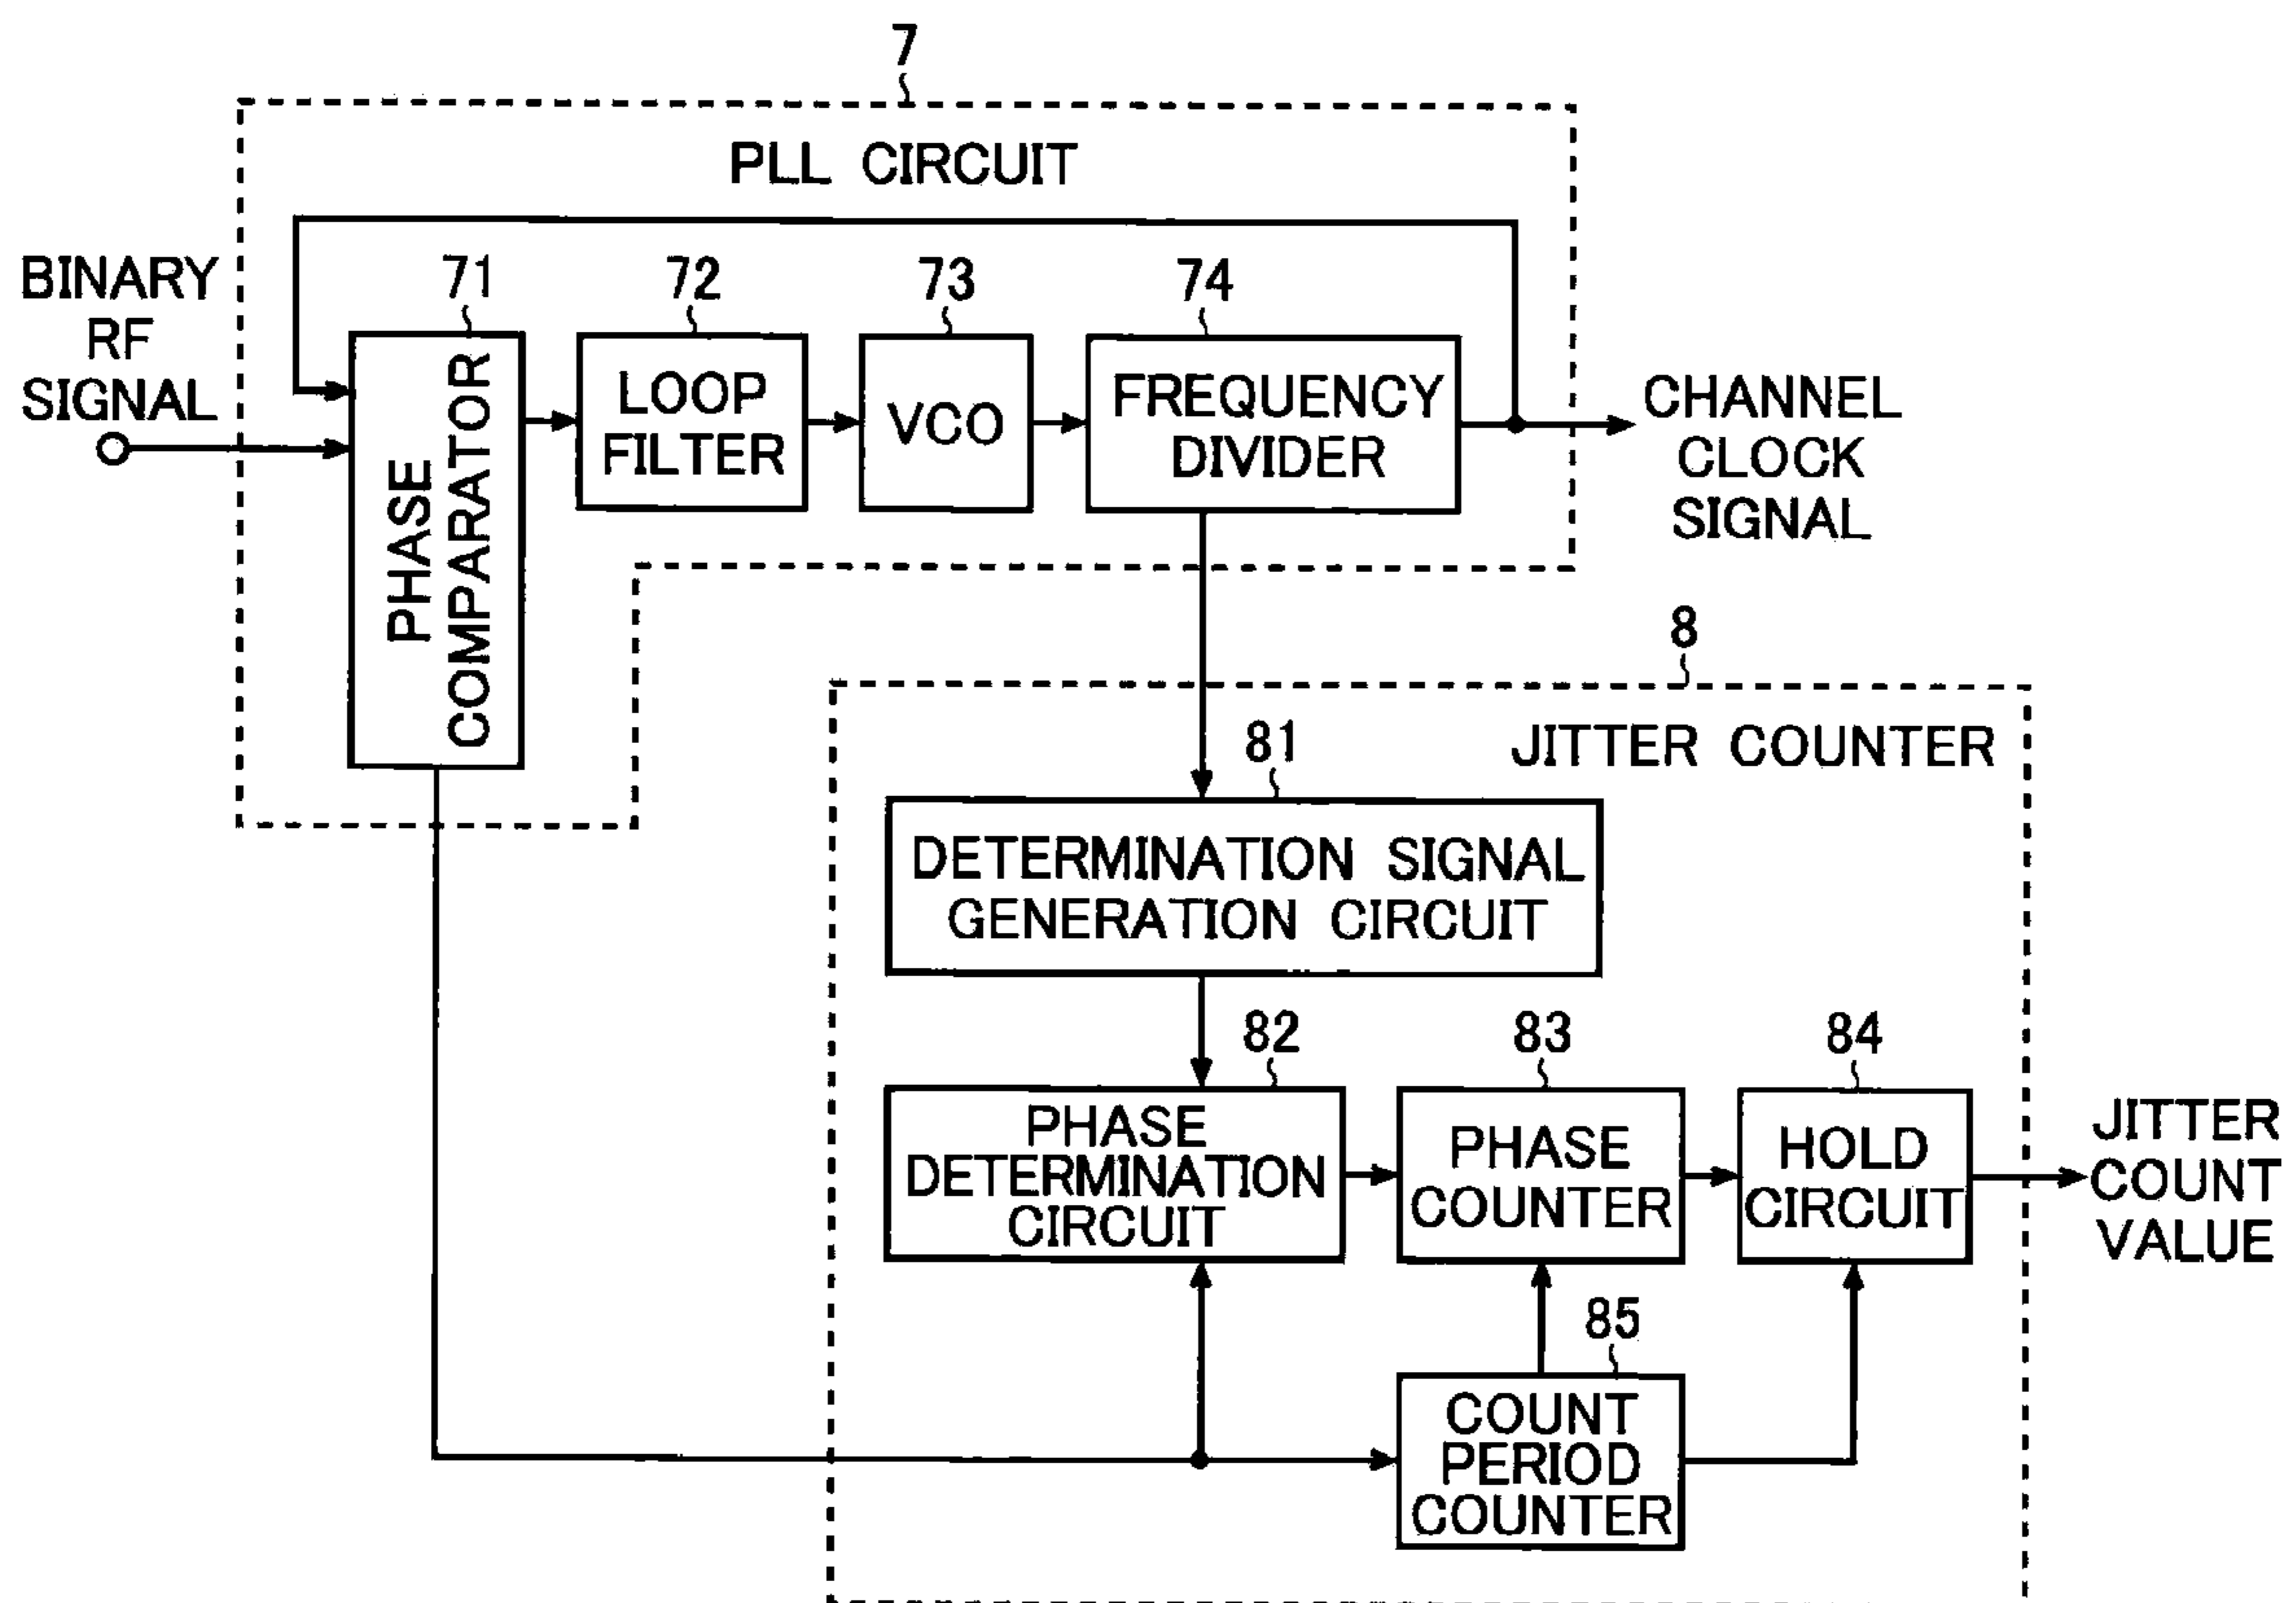 7
PLL CIRCUIT
BINARY
RF
SIGNAL
71
PHASE
COMPARATOR
72
LOOP
FILTER
73
VCO
74
FREQUENCY
DIVIDER
CHANNEL
CLOCK
SIGNAL
8
JITTER COUNTER
81
DETERMINATION SIGNAL
GENERATION CIRCUIT
82
PHASE
DETERMINATION
CIRCUIT
83
PHASE
COUNTER
84
HOLD
CIRCUIT
JITTER
COUNT
VALUE
85
COUNT
PERIOD
COUNTER